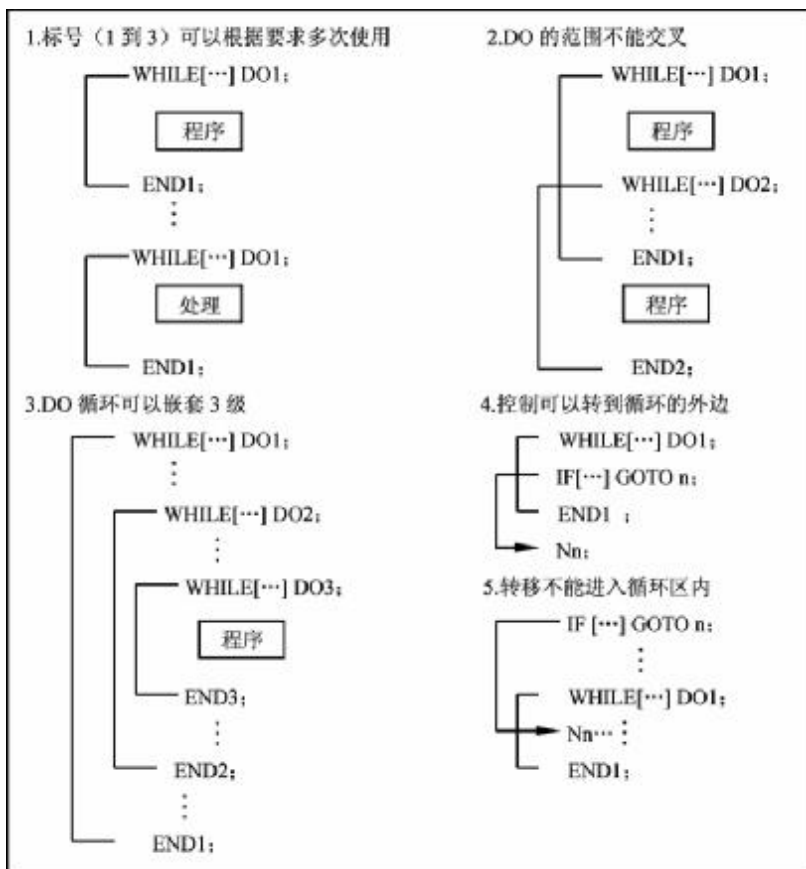 1.标号（1 到 3）可以根据要求多次使用
WHILE[…] DO1;
程序
END1;
WHILE[…] DO1;
处理
END1;
2.DO 的范围不能交叉
WHILE[…] DO1;
程序
WHILE[…] DO2;
END1;
程序
END2;
3.DO 循环可以嵌套 3 级
WHILE[…] DO1;
WHILE[…] DO2;
WHILE[…] DO3;
程序
END3;
END2;
END1;
4.控制可以转到循环的外边
WHILE[…] DO1;
IF[…] GOTO n;
END1 ;
Nn;
5.转移不能进入循环区内
IF […] GOTO n;
WHILE[…] DO1;
Nn…
END1;